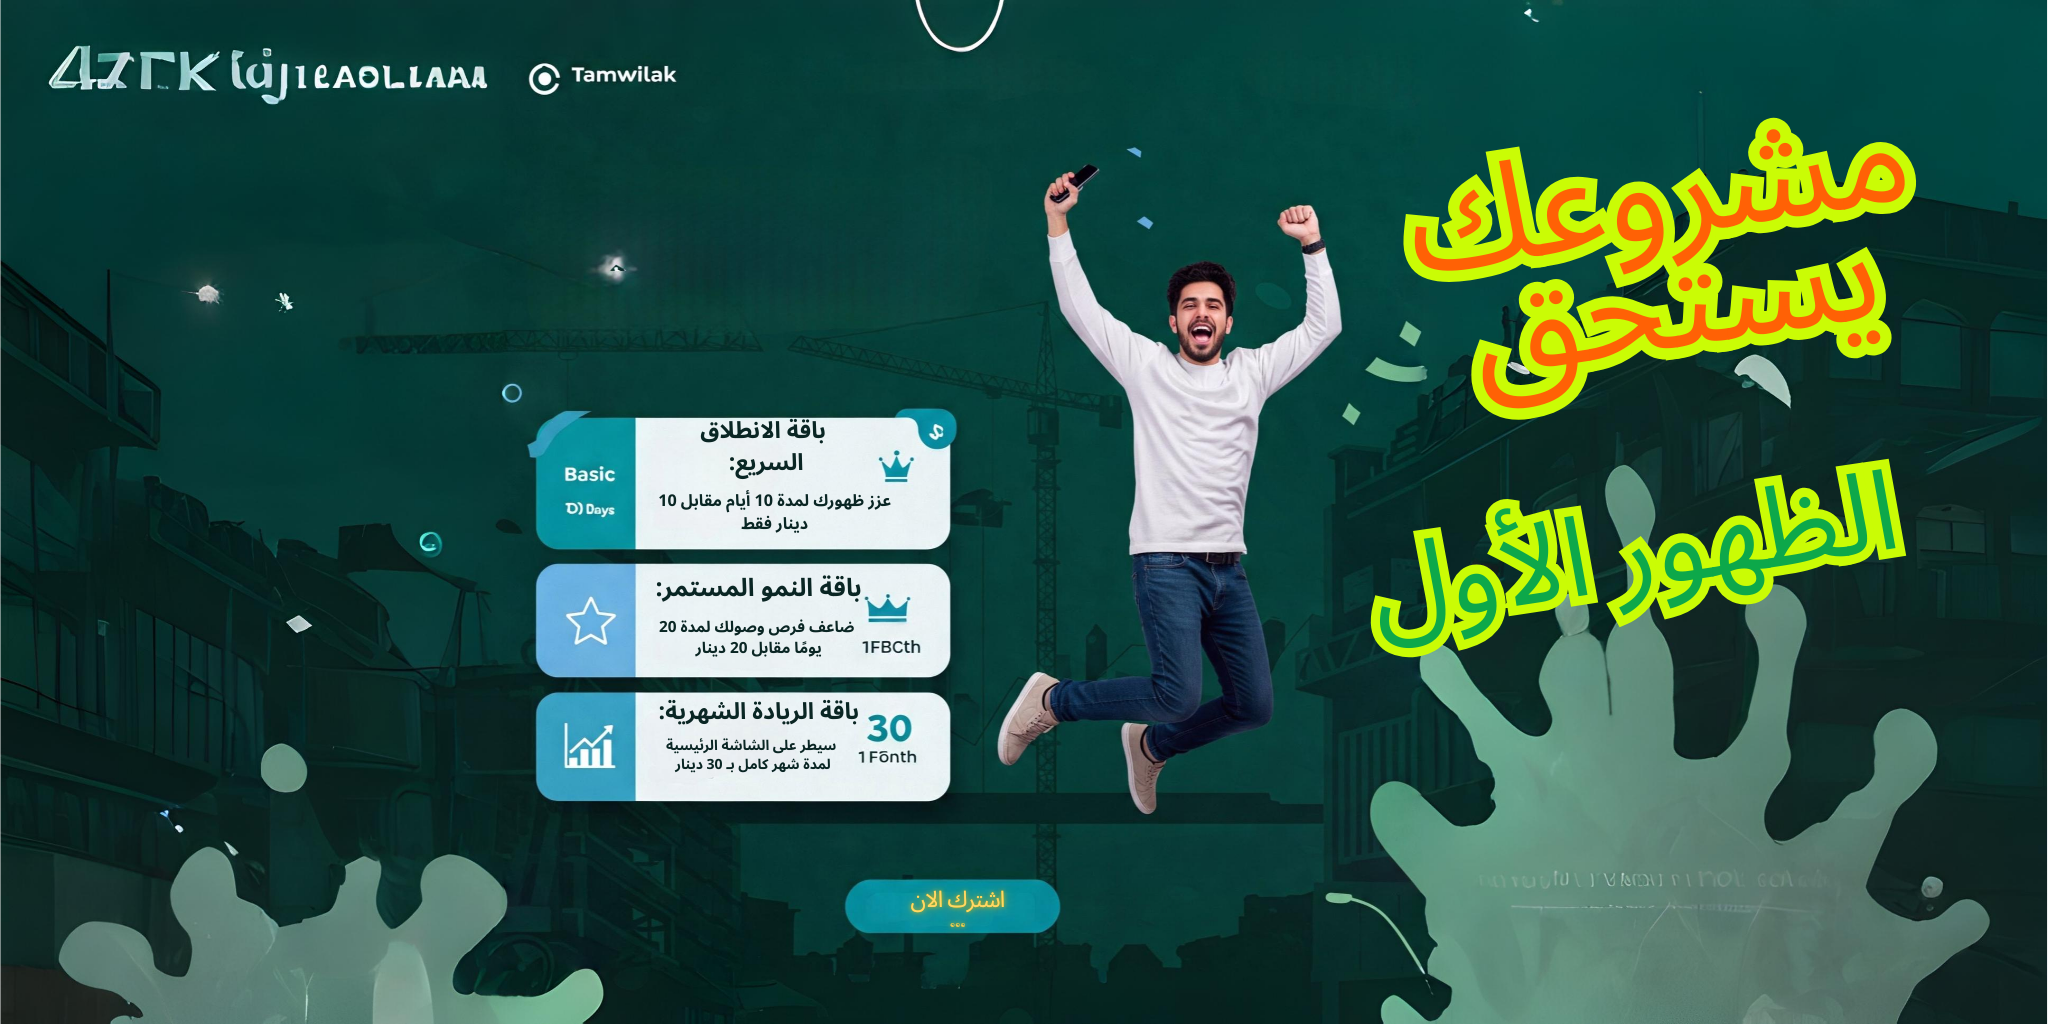 Tamwilak
مشروعك
يستحق
الظهور الأول
باقة الانطلاق
السريع:
عزز ظهورك لمدة 10 أيام مقابل 10
دينار فقط
Basic
Days
باقة النمو المستمر:
ضاعف فرص وصولك لمدة 20
يومًا مقابل 20 دينار
1FBCth
باقة الريادة الشهرية:
سيطر على الشاشة الرئيسية
لمدة شهر كامل بـ 30 دينار
30
1 Fōnth
اشترك الان